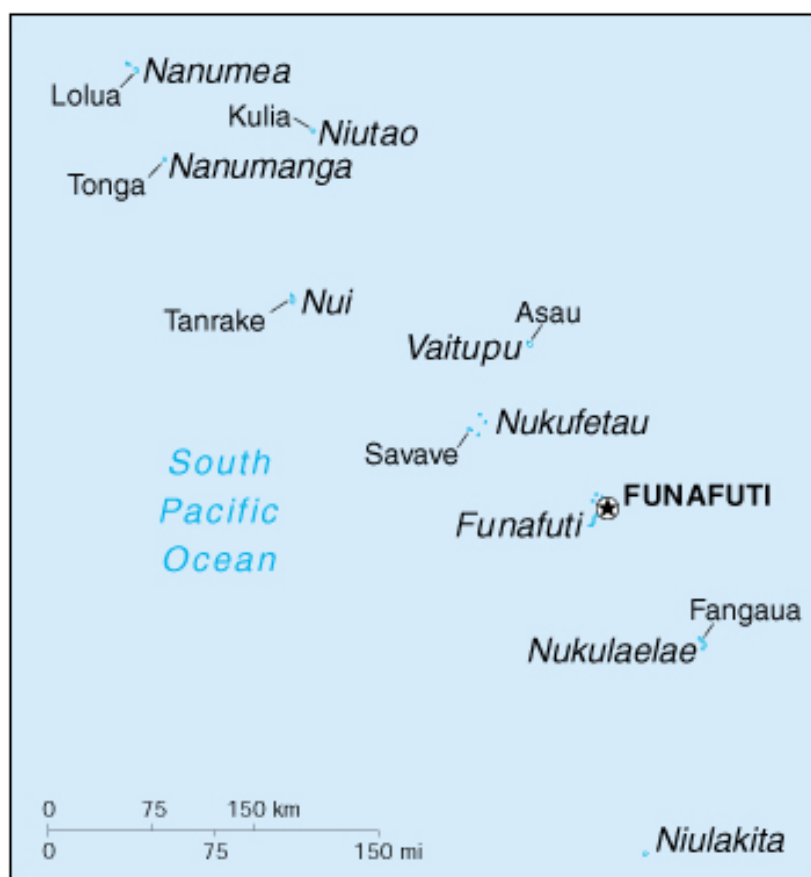 Nanumea
Lolua
Kulia
Niutao
Nanumanga
Tonga
Nui
Tanrake
Asau
Vaitupu
Nukufetau
Savave
South
Pacific
Ocean
FUNAFUTI
Funafuti
Fangaua
Nukulaelae
0 75 150 km
0 75 150 mi
Niulakita